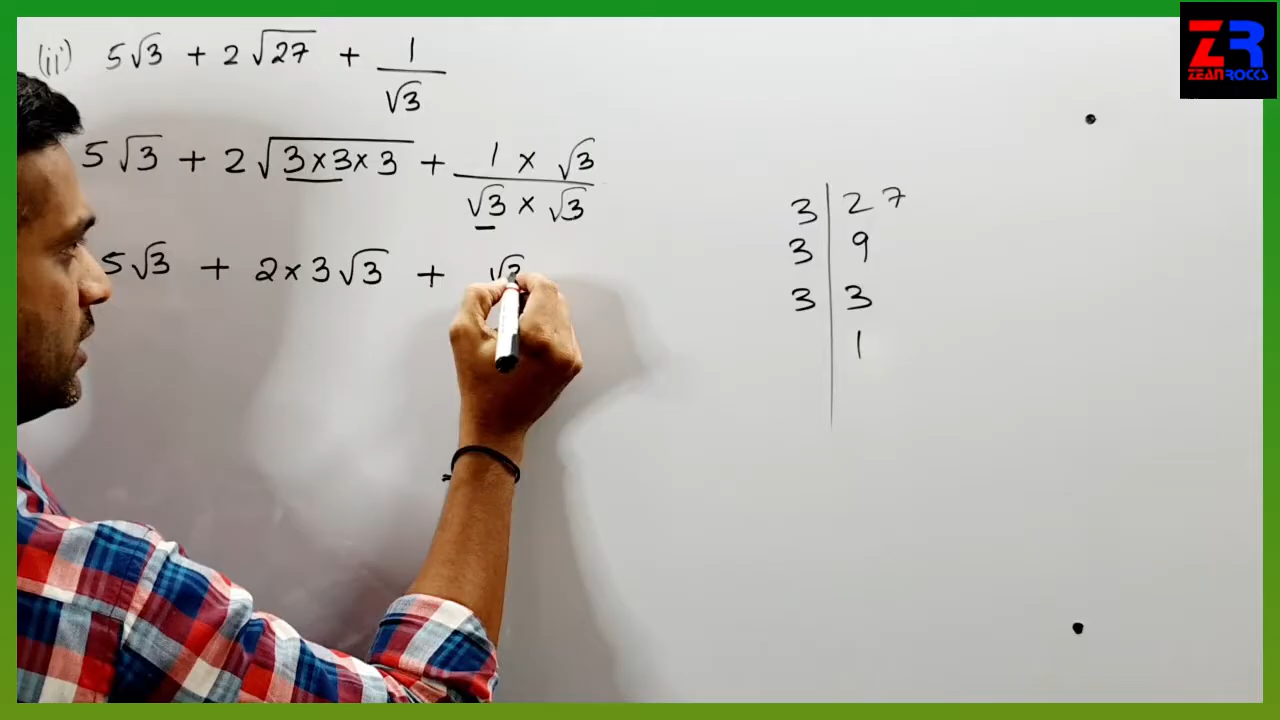 (ii) 5√3 + 2√27 + 1/√3
5√3 + 2√(3×3×3) + (1 × √3)/(√3 × √3)
5√3 + 2×3√3 + √3
3 | 27
3 | 9
3 | 3
1
ZR
ZEAN ROCKS